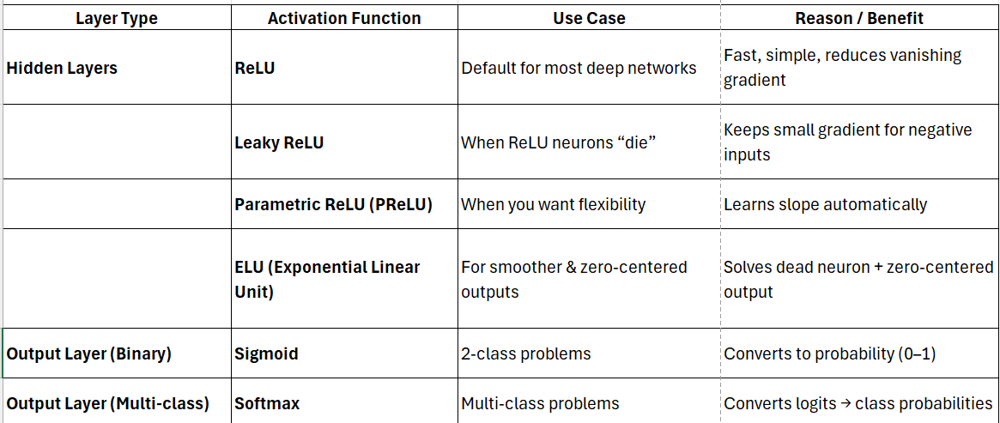 Layer Type Activation Function Use Case Reason / Benefit
Hidden Layers ReLU Default for most deep networks Fast, simple, reduces vanishing
gradient
Leaky ReLU When ReLU neurons “die” Keeps small gradient for negative
inputs
Parametric ReLU (PReLU) When you want flexibility Learns slope automatically
ELU (Exponential Linear
Unit) For smoother & zero-centered
outputs Solves dead neuron + zero-centered
output
Output Layer (Binary) Sigmoid 2-class problems Converts to probability (0–1)
Output Layer (Multi-class) Softmax Multi-class problems Converts logits → class probabilities